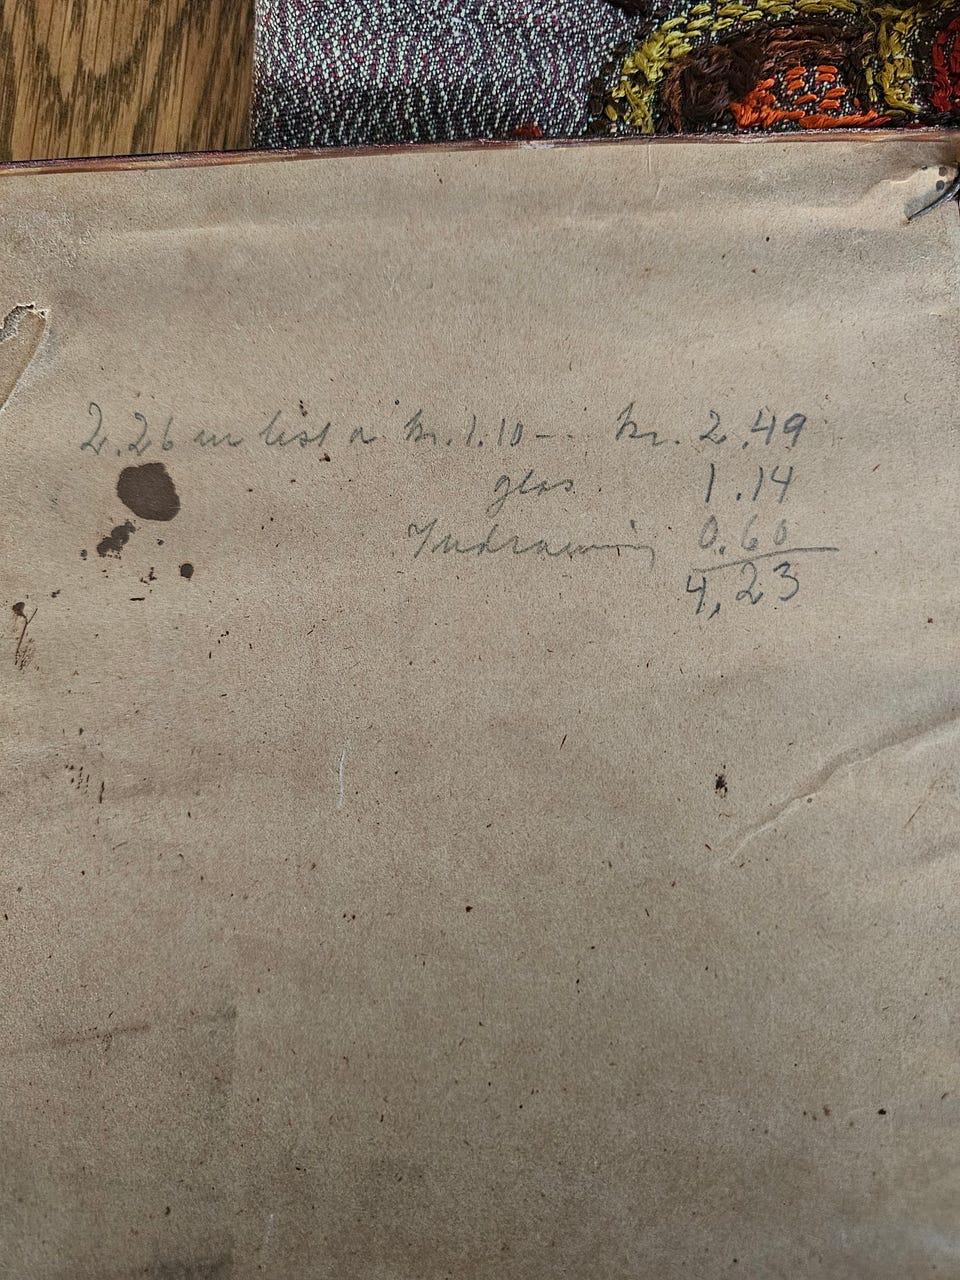 2.26 m list a kr. 1.10 - . . kr. 2.49
glas 1.14
Indramning 0.60
4,23